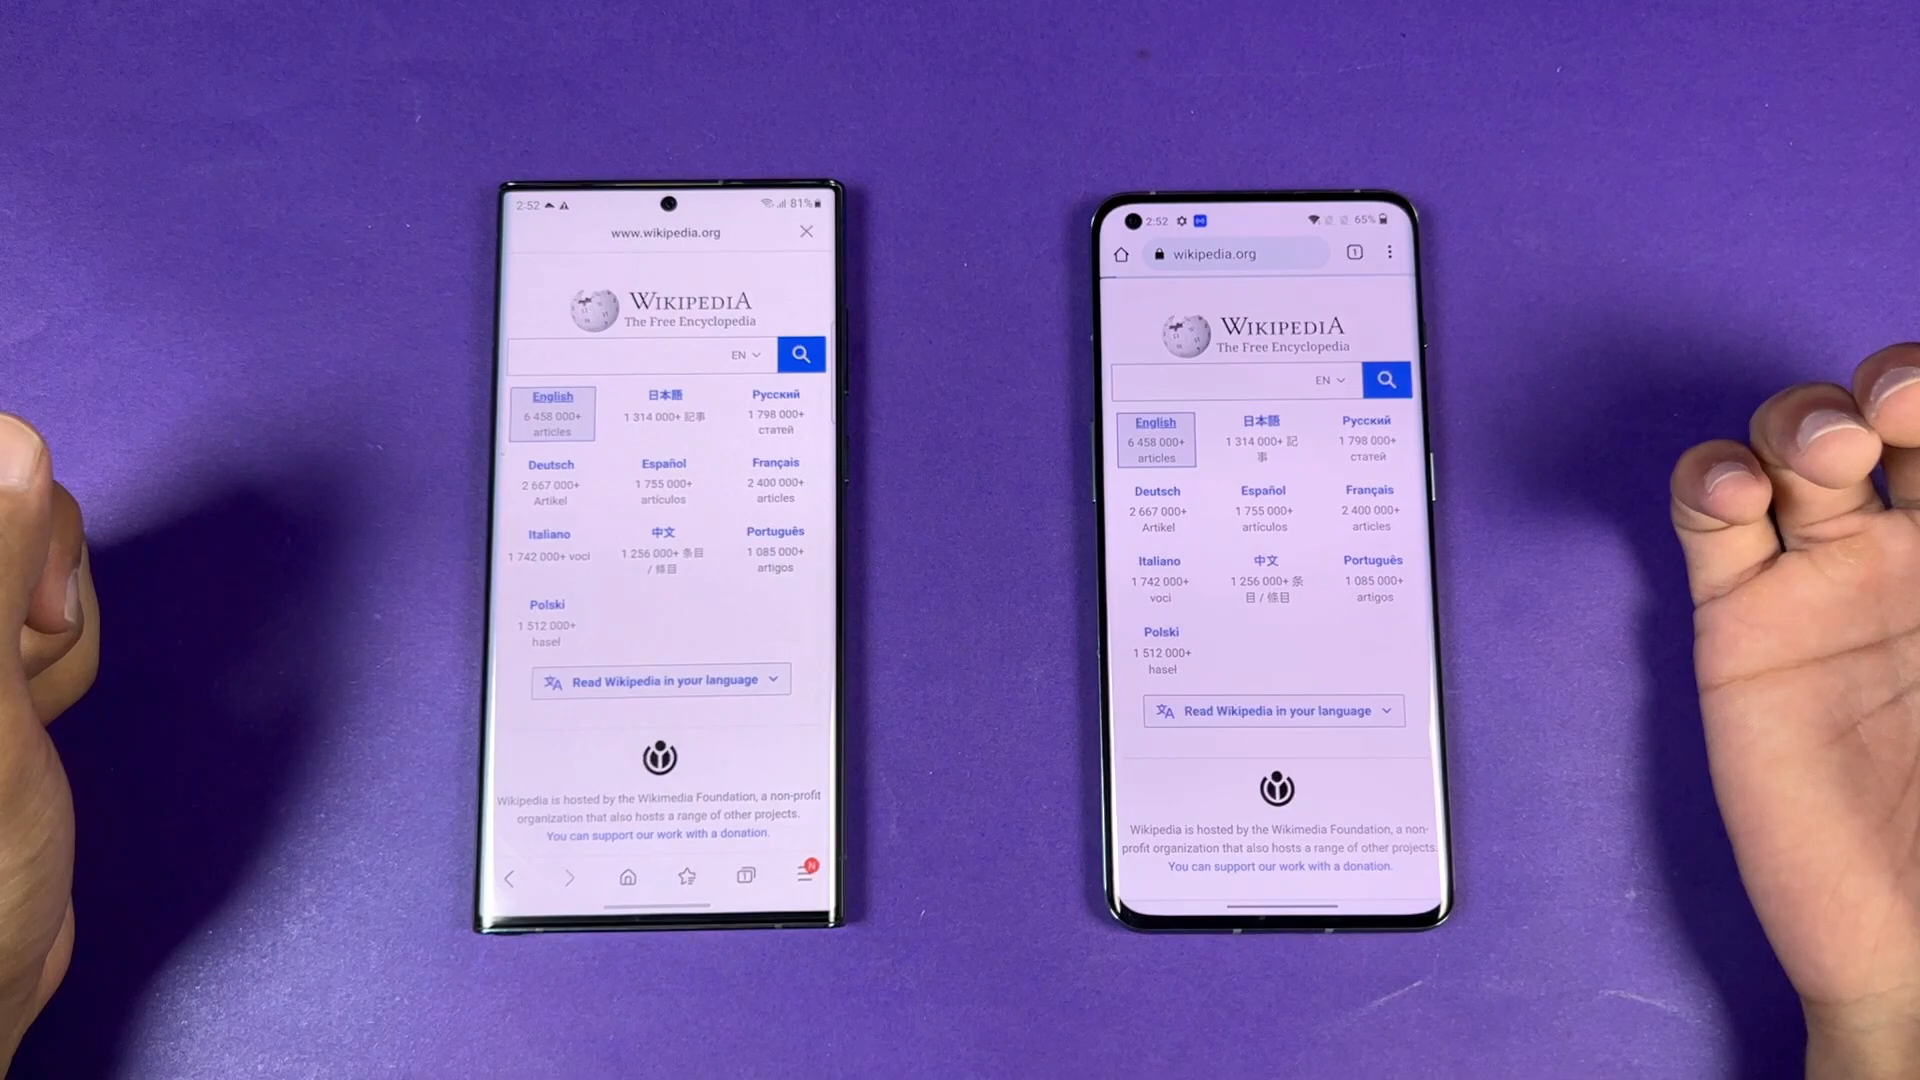 2:52
81%
www.wikipedia.org
WIKIPEDIA
The Free Encyclopedia
EN
English
6 458 000+
articles
日本語
1 314 000+ 記事
Русский
1 798 000+
статей
Deutsch
2 667 000+
Artikel
Español
1 755 000+
artículos
Français
2 400 000+
articles
Italiano
1 742 000+ voci
中文
1 256 000+ 条目
/ 條目
Português
1 085 000+
artigos
Polski
1 512 000+
haseł
Read Wikipedia in your language
Wikipedia is hosted by the Wikimedia Foundation, a non-profit
organization that also hosts a range of other projects.
You can support our work with a donation.
1
N
2:52
65%
wikipedia.org
1
WIKIPEDIA
The Free Encyclopedia
EN
English
6 458 000+
articles
日本語
1 314 000+ 記
事
Русский
1 798 000+
статей
Deutsch
2 667 000+
Artikel
Español
1 755 000+
artículos
Français
2 400 000+
articles
Italiano
1 742 000+
voci
中文
1 256 000+ 条
目 / 條目
Português
1 085 000+
artigos
Polski
1 512 000+
haseł
Read Wikipedia in your language
Wikipedia is hosted by the Wikimedia Foundation, a non-
profit organization that also hosts a range of other projects.
You can support our work with a donation.